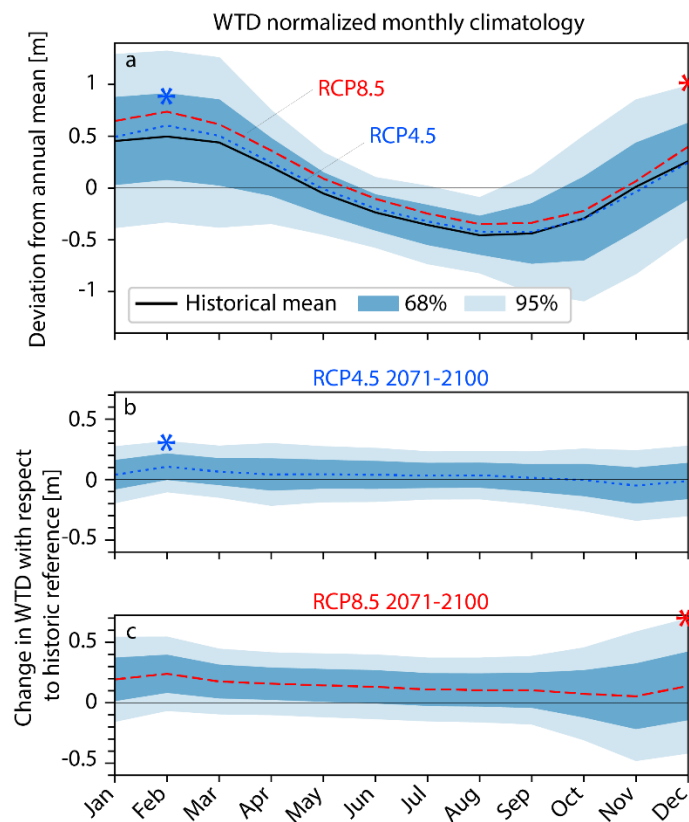 WTD normalized monthly climatology
Deviation from annual mean [m]
a
1
0.5
0
-0.5
-1
RCP8.5
RCP4.5
Historical mean 68% 95%
RCP4.5 2071-2100
b
0.5
0
-0.5
Change in WTD with respect
to historic reference [m]
RCP8.5 2071-2100
c
0.5
0
-0.5
Jan Feb Mar Apr May Jun Jul Aug Sep Oct Nov Dec